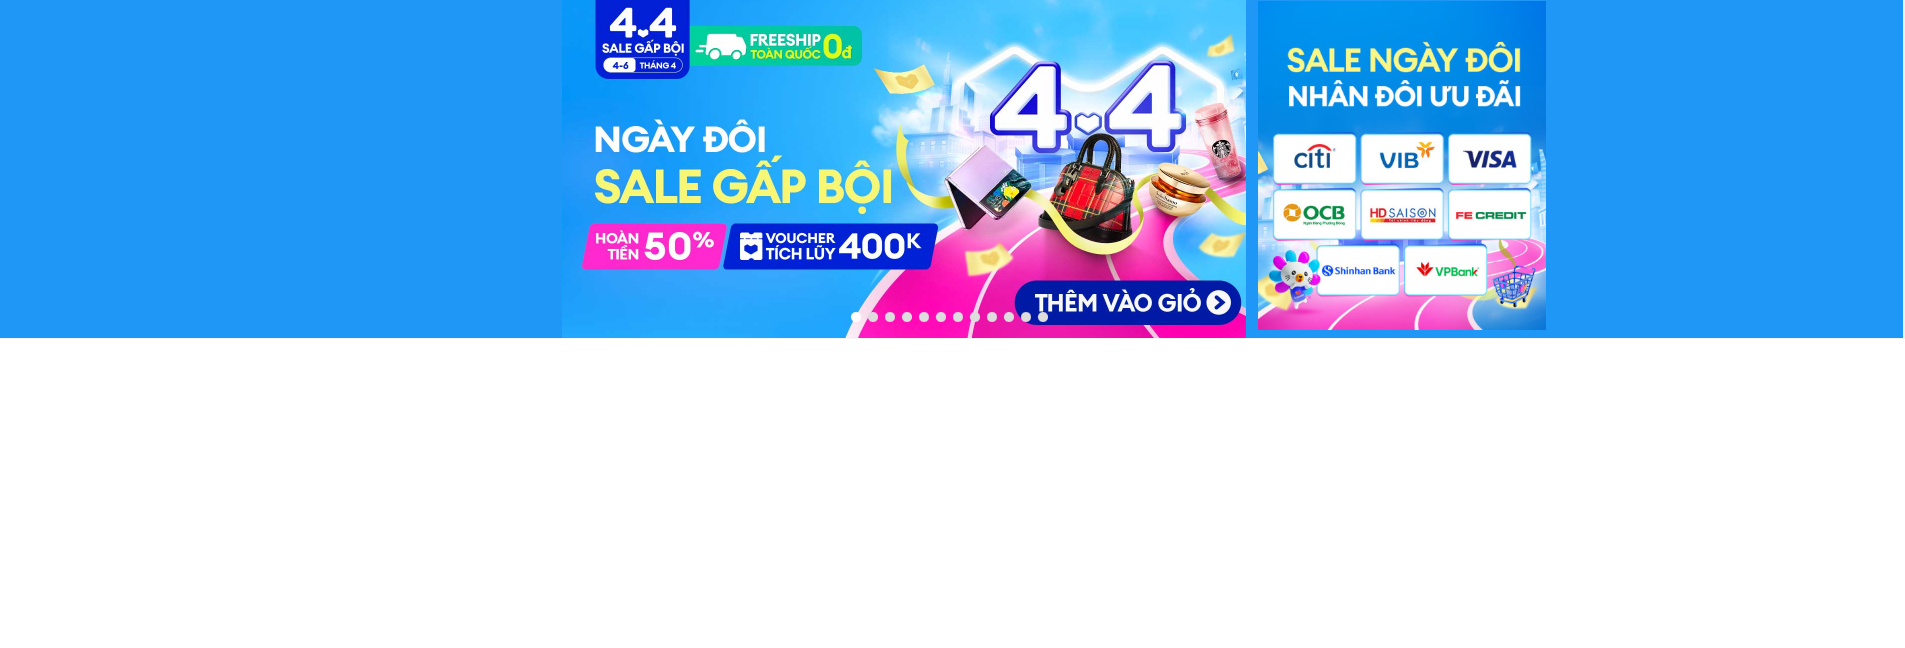 4.4
SALE GẤP BỘI
4-6 THÁNG 4
FREESHIP
TOÀN QUỐC 0đ
NGÀY ĐÔI
SALE GẤP BỘI
HOÀN TIỀN 50%
VOUCHER TÍCH LŨY 400K
4.4
THÊM VÀO GIỎ
SALE NGÀY ĐÔI
NHÂN ĐÔI ƯU ĐÃI
citi VIB VISA
OCB HD SAISON FE CREDIT
Shinhan Bank VPBank